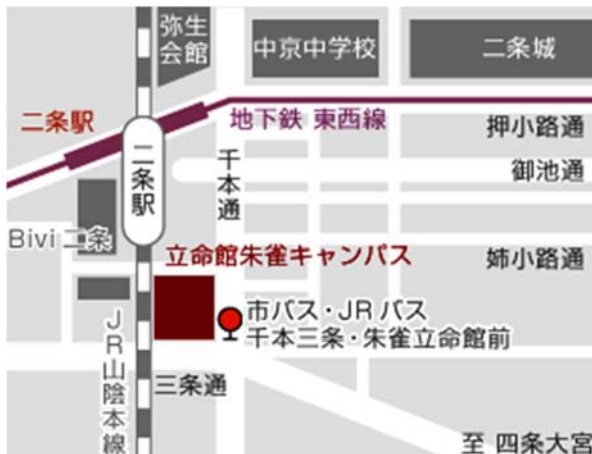 弥生
会館
中京中学校
二条城
二条駅
地下鉄 東西線
押小路通
二条駅
千本通
御池通
Bivi二条
立命館朱雀キャンパス
姉小路通
市バス・JRバス
千本三条・朱雀立命館前
JR山陰本線
三条通
至 四条大宮